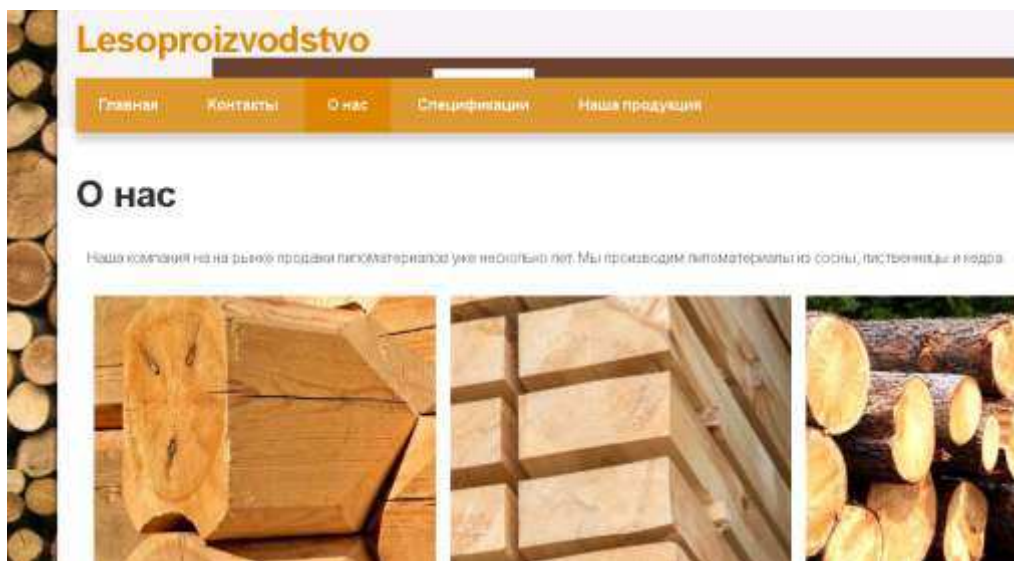 Lesoproizvodstvo
Главная Контакты О нас Спецификации Наша продукция
О нас
Наша компания на на рынке продажи пиломатериалов уже несколько лет. Мы производим пиломатериалы из сосны, лиственницы и кедра.